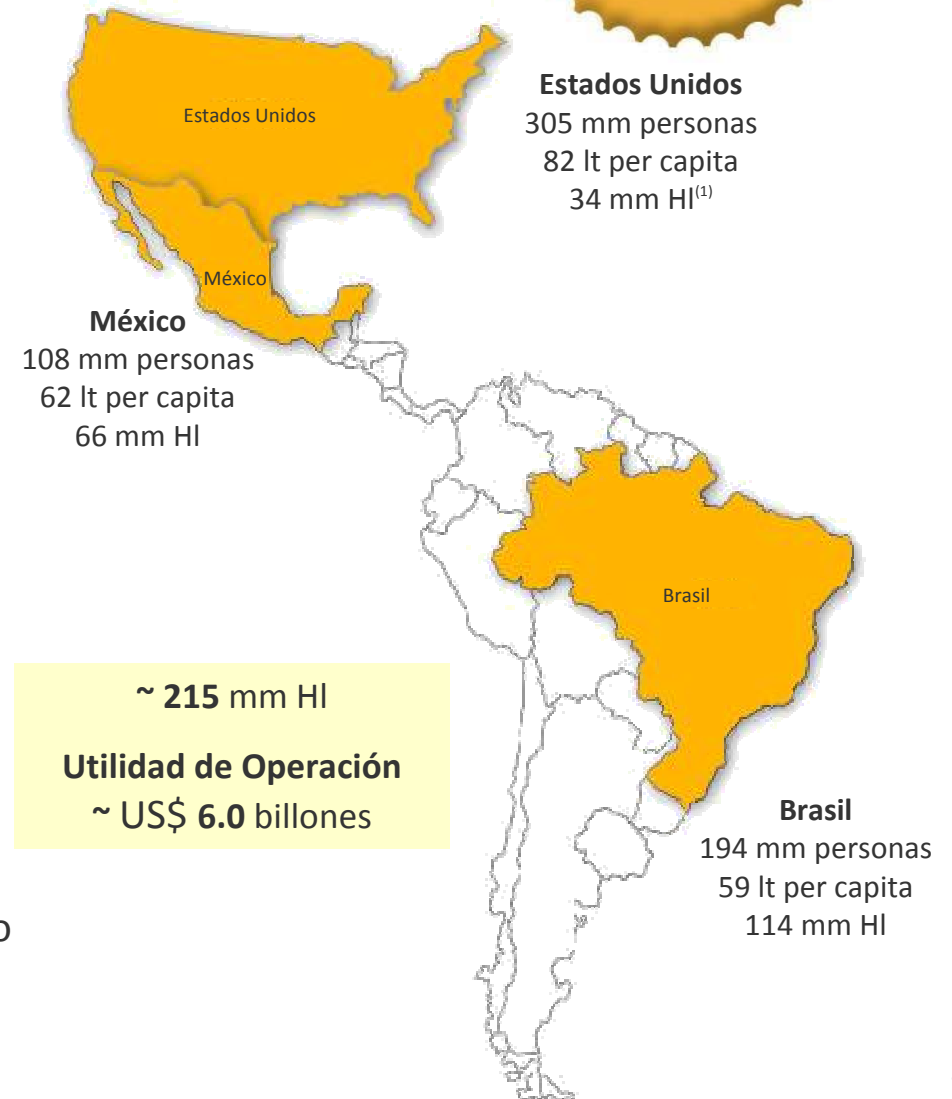 Estados Unidos
Estados Unidos
305 mm personas
82 lt per capita
34 mm Hl(1)
México
México
108 mm personas
62 lt per capita
66 mm Hl
Brasil
~ 215 mm Hl
Utilidad de Operación
~ US$ 6.0 billones
Brasil
194 mm personas
59 lt per capita
114 mm Hl
o